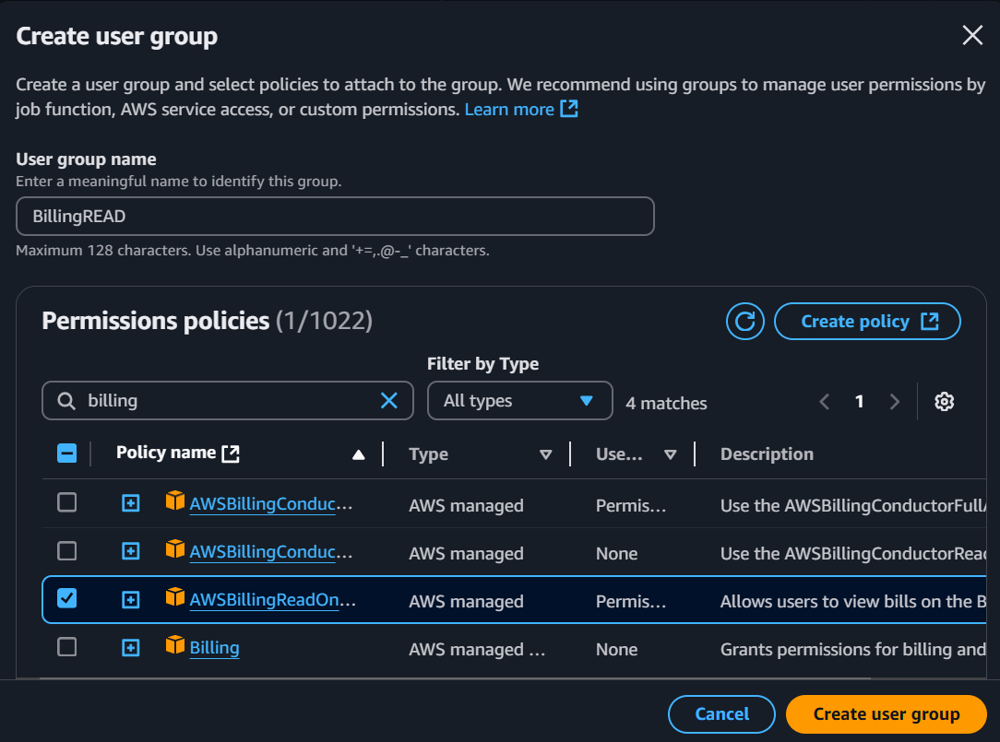 Create user group
Create a user group and select policies to attach to the group. We recommend using groups to manage user permissions by
job function, AWS service access, or custom permissions. Learn more
User group name
Enter a meaningful name to identify this group.
BillingREAD
Maximum 128 characters. Use alphanumeric and '+=,.@-_' characters.
Permissions policies (1/1022)
Create policy
Filter by Type
billing
All types
4 matches
1
Policy name
Type
Use...
Description
AWSBillingConduc...
AWS managed
Permis...
Use the AWSBillingConductorFullA
AWSBillingConduc...
AWS managed
None
Use the AWSBillingConductorRead
AWSBillingReadOn...
AWS managed
Permis...
Allows users to view bills on the B
Billing
AWS managed ...
None
Grants permissions for billing and
Cancel
Create user group